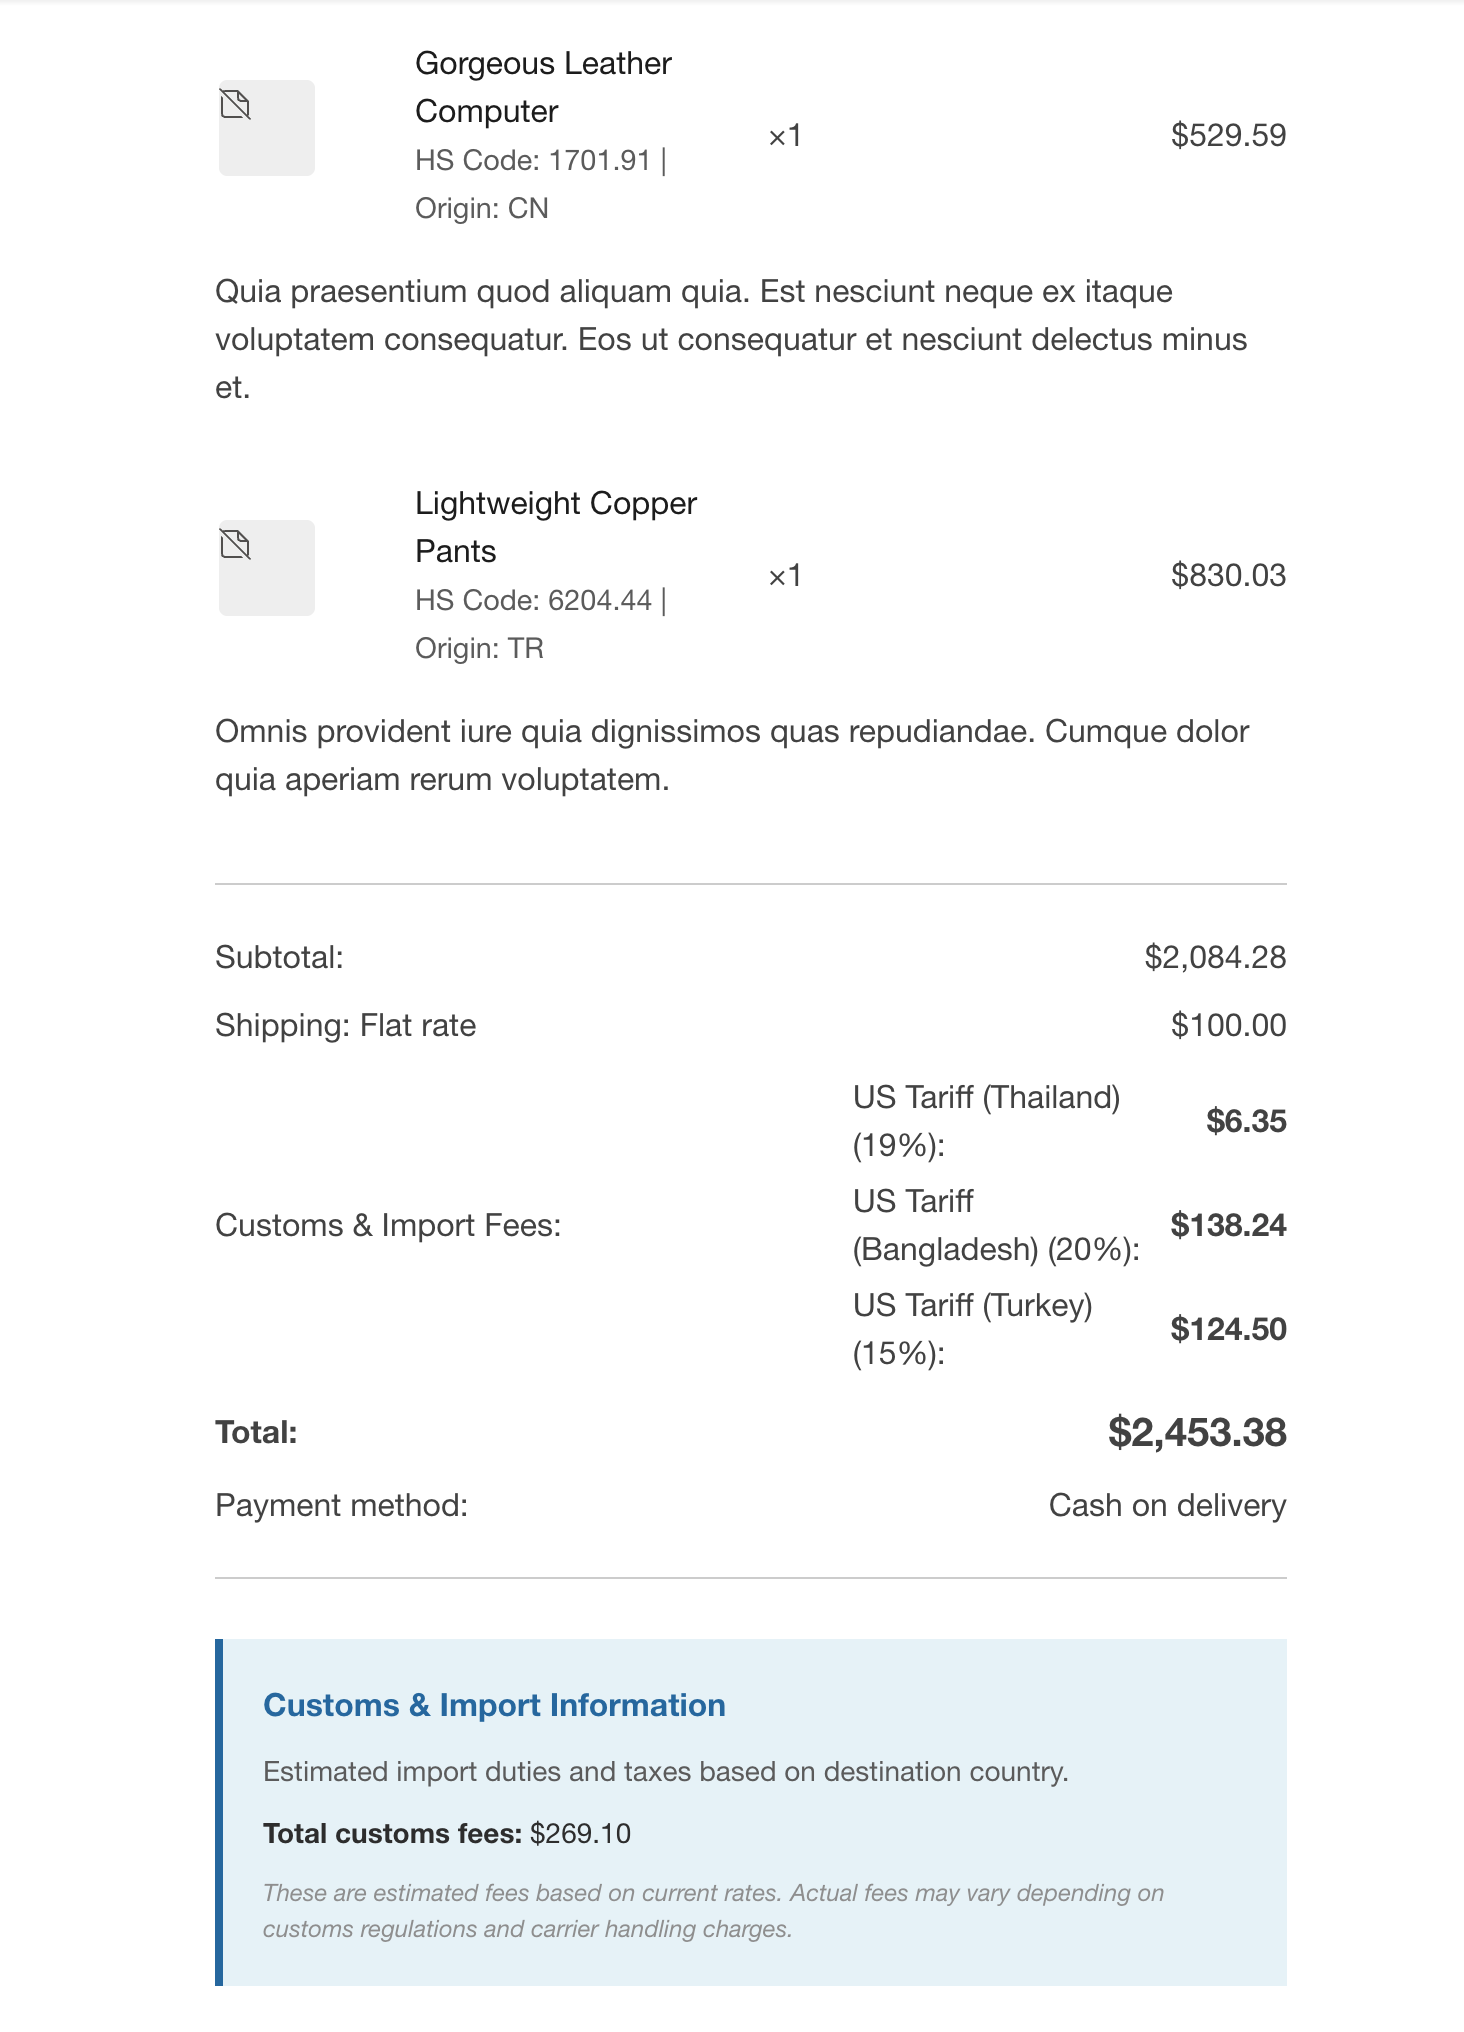 Gorgeous Leather
Computer
HS Code: 1701.91 |
Origin: CN
×1
$529.59
Quia praesentium quod aliquam quia. Est nesciunt neque ex itaque
voluptatem consequatur. Eos ut consequatur et nesciunt delectus minus
et.
Lightweight Copper
Pants
HS Code: 6204.44 |
Origin: TR
×1
$830.03
Omnis provident iure quia dignissimos quas repudiandae. Cumque dolor
quia aperiam rerum voluptatem.
Subtotal: $2,084.28
Shipping: Flat rate $100.00
Customs & Import Fees:
US Tariff (Thailand)
(19%):
$6.35
US Tariff
(Bangladesh) (20%):
$138.24
US Tariff (Turkey)
(15%):
$124.50
Total: $2,453.38
Payment method: Cash on delivery
Customs & Import Information
Estimated import duties and taxes based on destination country.
Total customs fees: $269.10
These are estimated fees based on current rates. Actual fees may vary depending on
customs regulations and carrier handling charges.